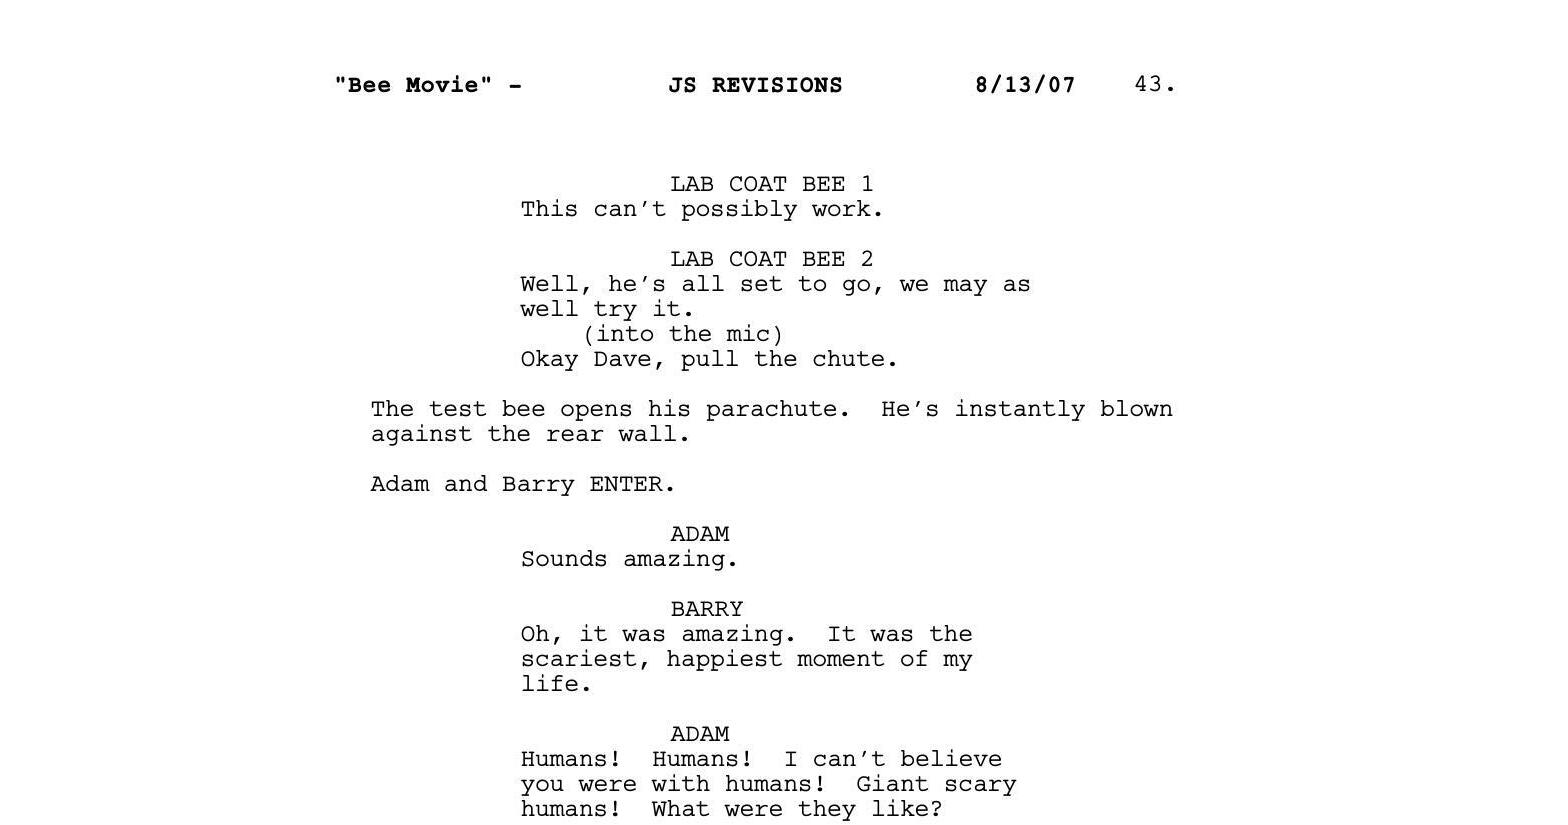 "Bee Movie" - JS REVISIONS 8/13/07 43.
LAB COAT BEE 1
This can't possibly work.
LAB COAT BEE 2
Well, he's all set to go, we may as
well try it.
(into the mic)
Okay Dave, pull the chute.
The test bee opens his parachute.  He's instantly blown
against the rear wall.
Adam and Barry ENTER.
ADAM
Sounds amazing.
BARRY
Oh, it was amazing.  It was the
scariest, happiest moment of my
life.
ADAM
Humans!  Humans!  I can't believe
you were with humans!  Giant scary
humans!  What were they like?